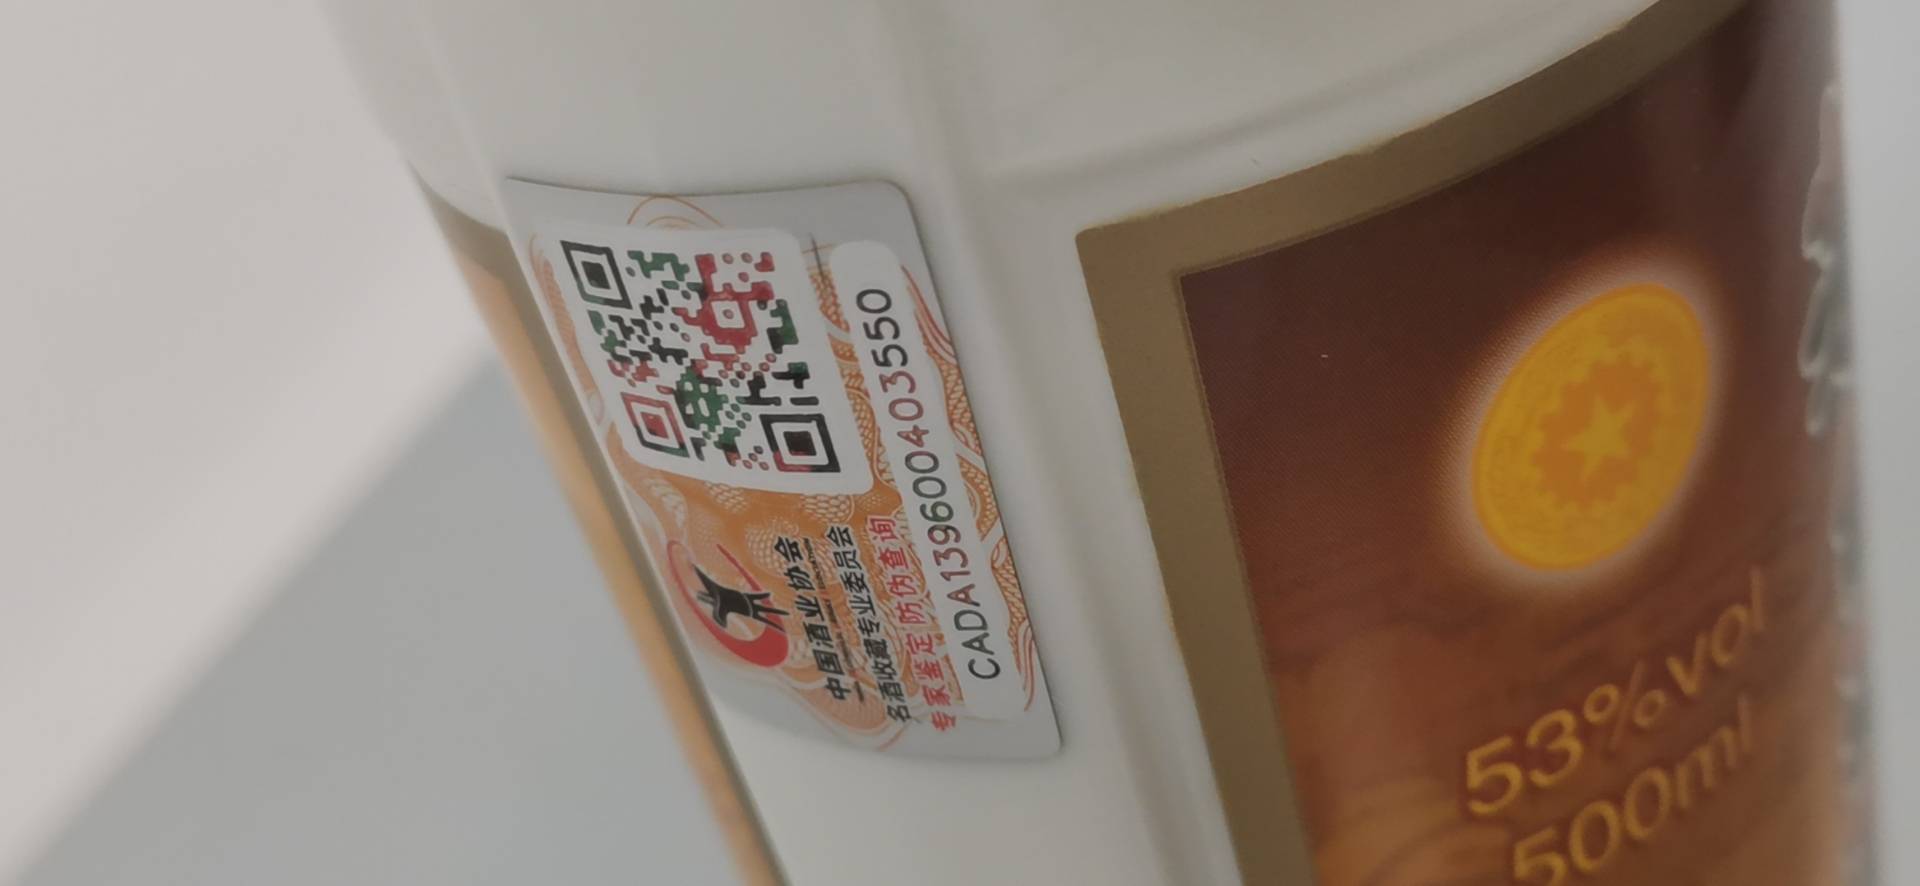 中国酒业协会
名酒收藏专业委员会
专家鉴定 防伪查询
CADA139600403550
53%vol
500ml